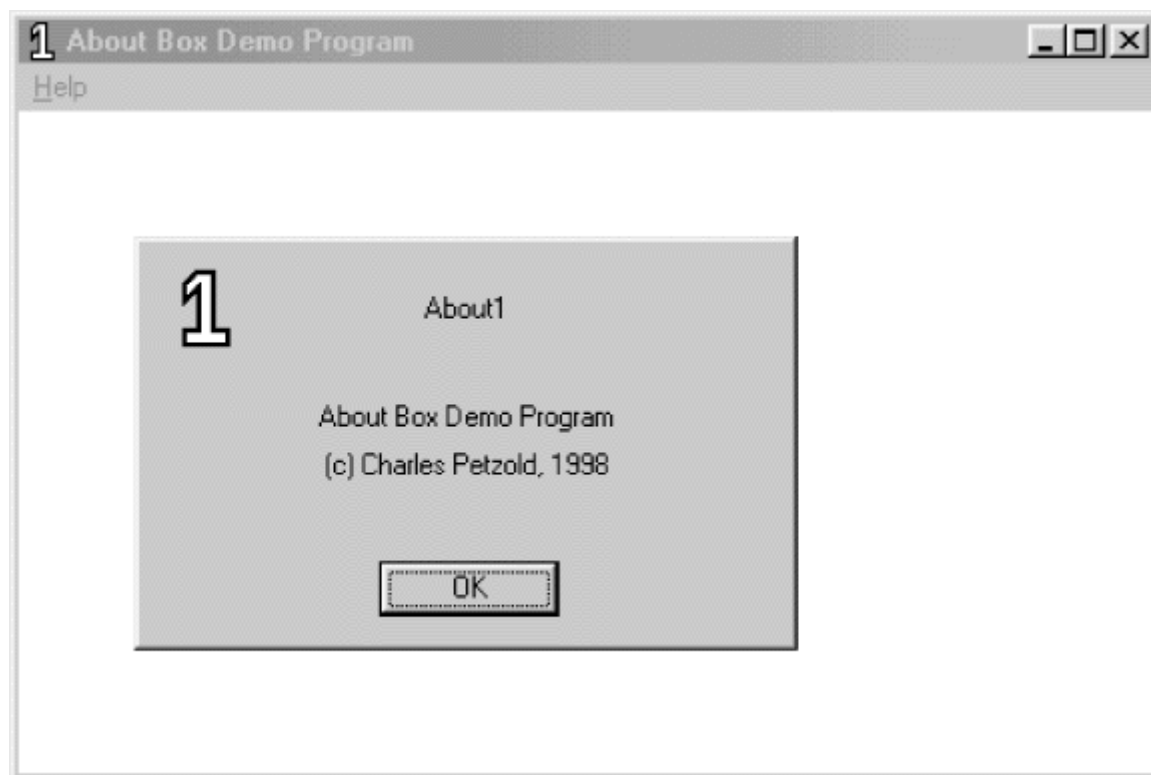 1 About Box Demo Program
Help
1
About1
About Box Demo Program
(c) Charles Petzold, 1998
OK